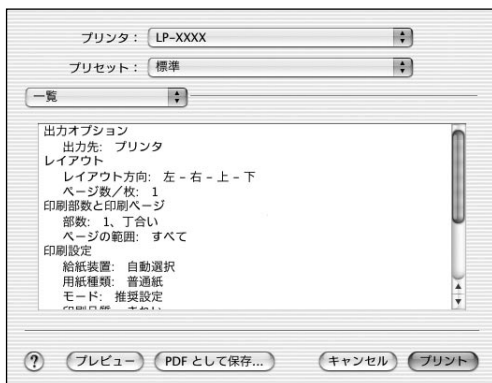 プリンタ： LP-XXXX
プリセット： 標準
一覧
出力オプション
出力先: プリンタ
レイアウト
レイアウト方向: 左 – 右 – 上 – 下
ページ数／枚: 1
印刷部数と印刷ページ
部数: 1、丁合い
ページの範囲: すべて
印刷設定
給紙装置: 自動選択
用紙種類: 普通紙
モード: 推奨設定
? プレビュー PDF として保存... キャンセル プリント